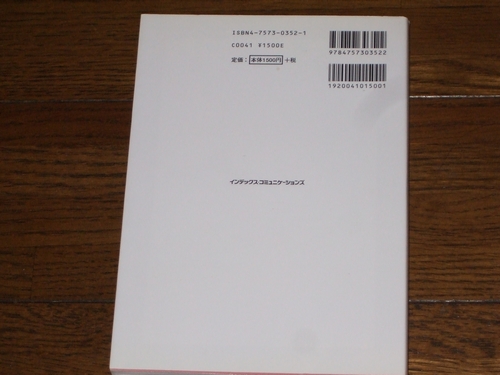 ISBN4-7573-0352-1
C0041 ¥1500E
定価: 本体1500円 +税
9784757303522
1920041015001
インデックス・コミュニケーションズ